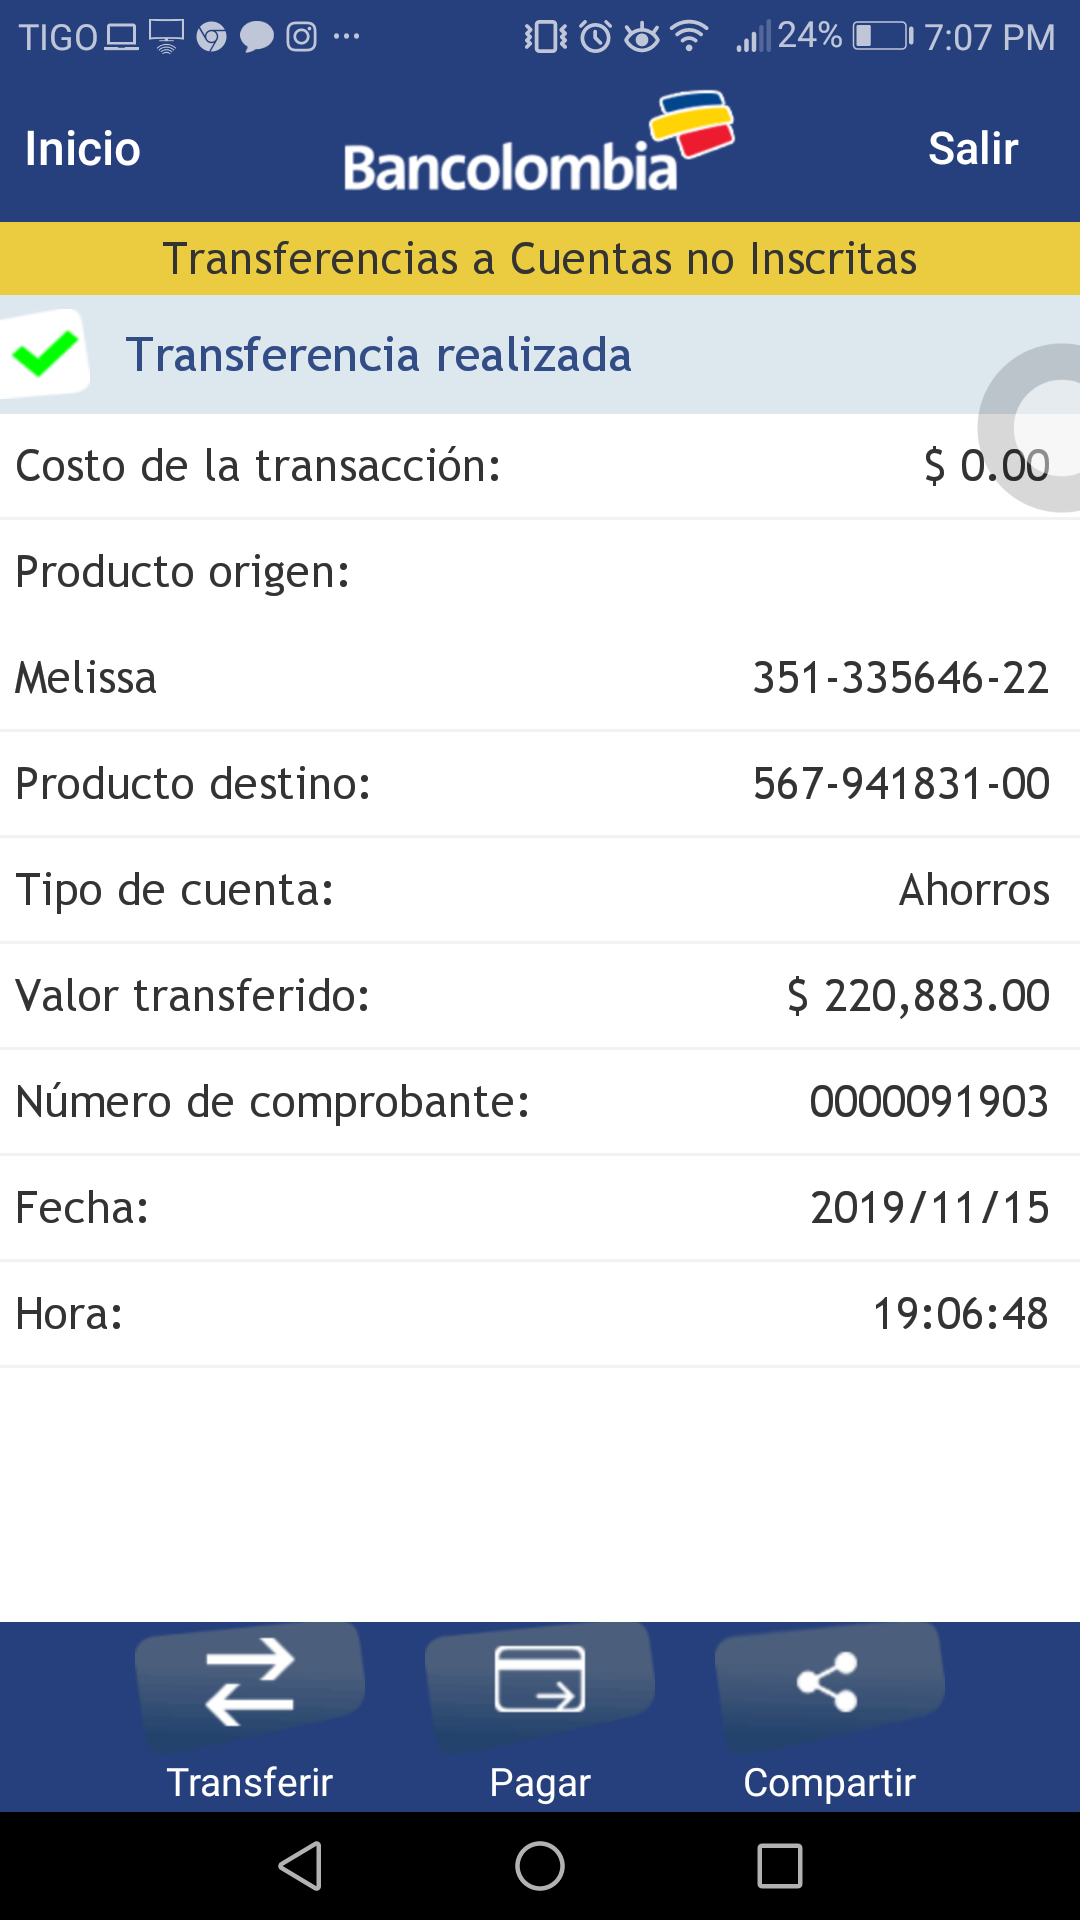 TIGO 24% 7:07 PM
Inicio Bancolombia Salir
Transferencias a Cuentas no Inscritas
Transferencia realizada
Costo de la transacción: $ 0.00
Producto origen:
Melissa 351-335646-22
Producto destino: 567-941831-00
Tipo de cuenta: Ahorros
Valor transferido: $ 220,883.00
Número de comprobante: 0000091903
Fecha: 2019/11/15
Hora: 19:06:48
Transferir Pagar Compartir